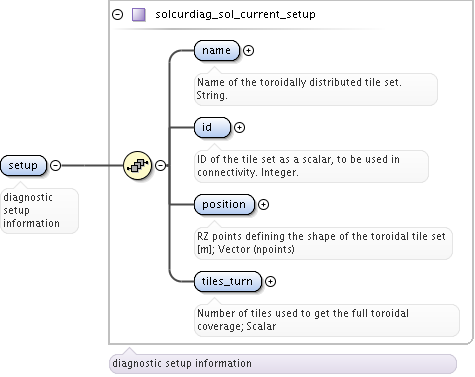 solcurdiag_sol_current_setup
name
Name of the toroidally distributed tile set.
String.
id
ID of the tile set as a scalar, to be used in
connectivity. Integer.
setup
diagnostic
setup
information
position
RZ points defining the shape of the toroidal tile set
[m]; Vector (npoints)
tiles_turn
Number of tiles used to get the full toroidal
coverage; Scalar
diagnostic setup information